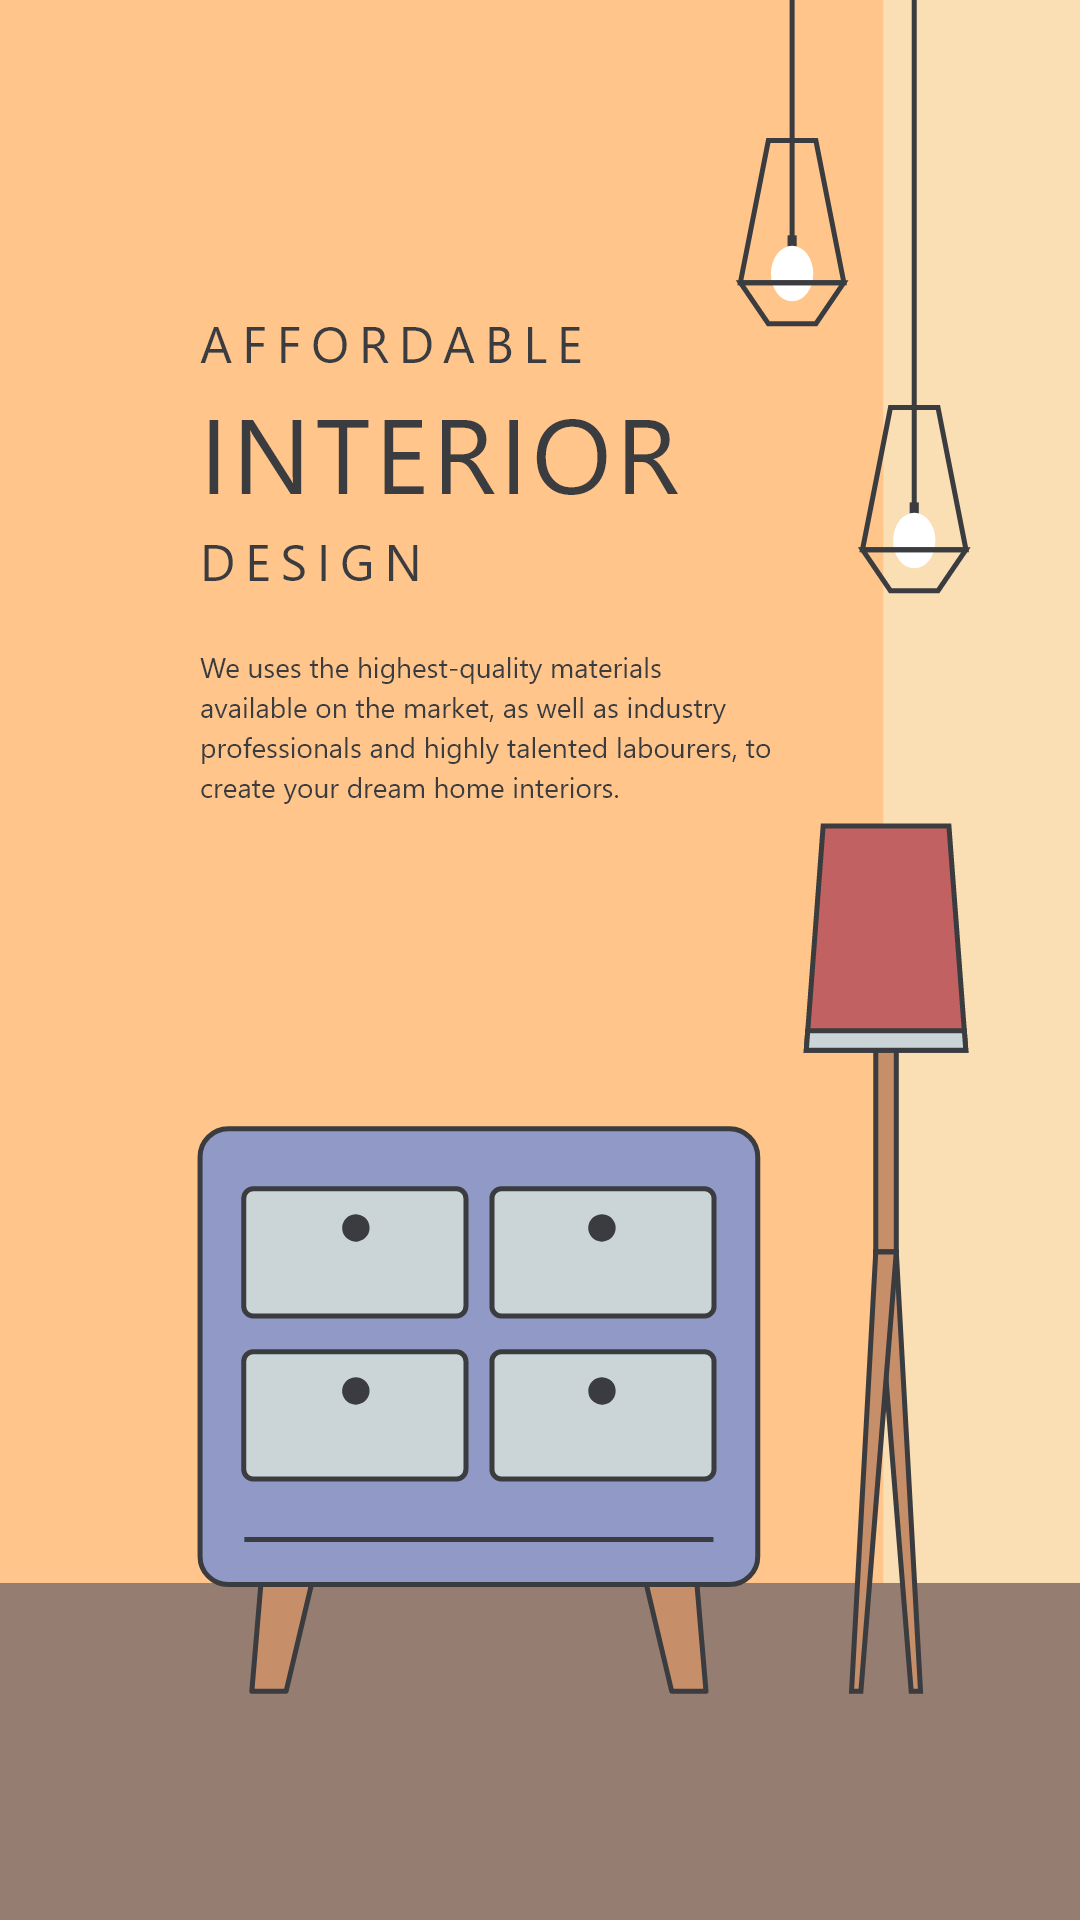 AFFORDABLE
INTERIOR
DESIGN
We uses the highest-quality materials
available on the market, as well as industry
professionals and highly talented labourers, to
create your dream home interiors.